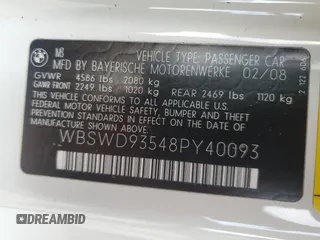 MS VEHICLE TYPE: PASSENGER CAR
MFD BY BAYERISCHE MOTORENWERKE 02/08
GVWR 4586 lbs 2080 kg
FRONT 2249 lbs 1020 kg REAR 2469 lbs 1120 kg
THIS VEHICLE CONFORMS TO ALL APPLICABLE U.S. FEDERAL
MOTOR VEHICLE SAFETY, BUMPER AND THEFT
PREVENTION STANDARDS IN EFFECT ON THE DATE OF
MANUFACTURE SHOWN ABOVE
WBSWD93548PY40093
DREAMBID